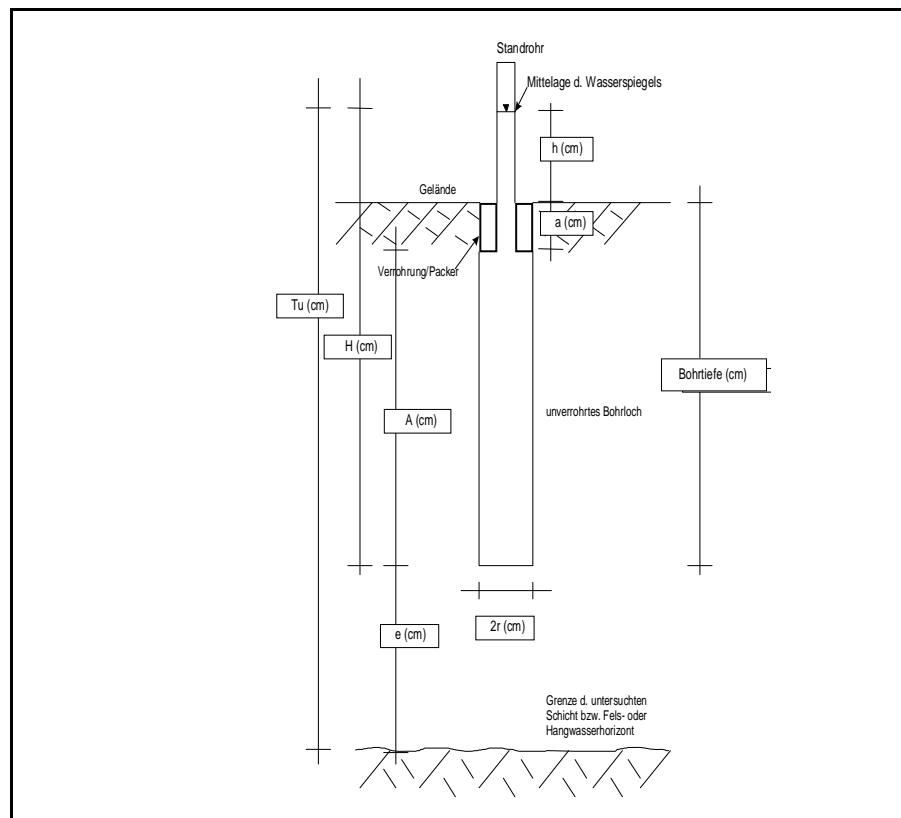 Standrohr
Mittelage d. Wasserspiegels
h (cm)
Gelände
a (cm)
Verrohrung/Packer
Tu (cm)
H (cm)
Bohrtiefe (cm)
A (cm)
unverrohrtes Bohrloch
2r (cm)
e (cm)
Grenze d. untersuchten
Schicht bzw. Fels- oder
Hangwasserhorizont